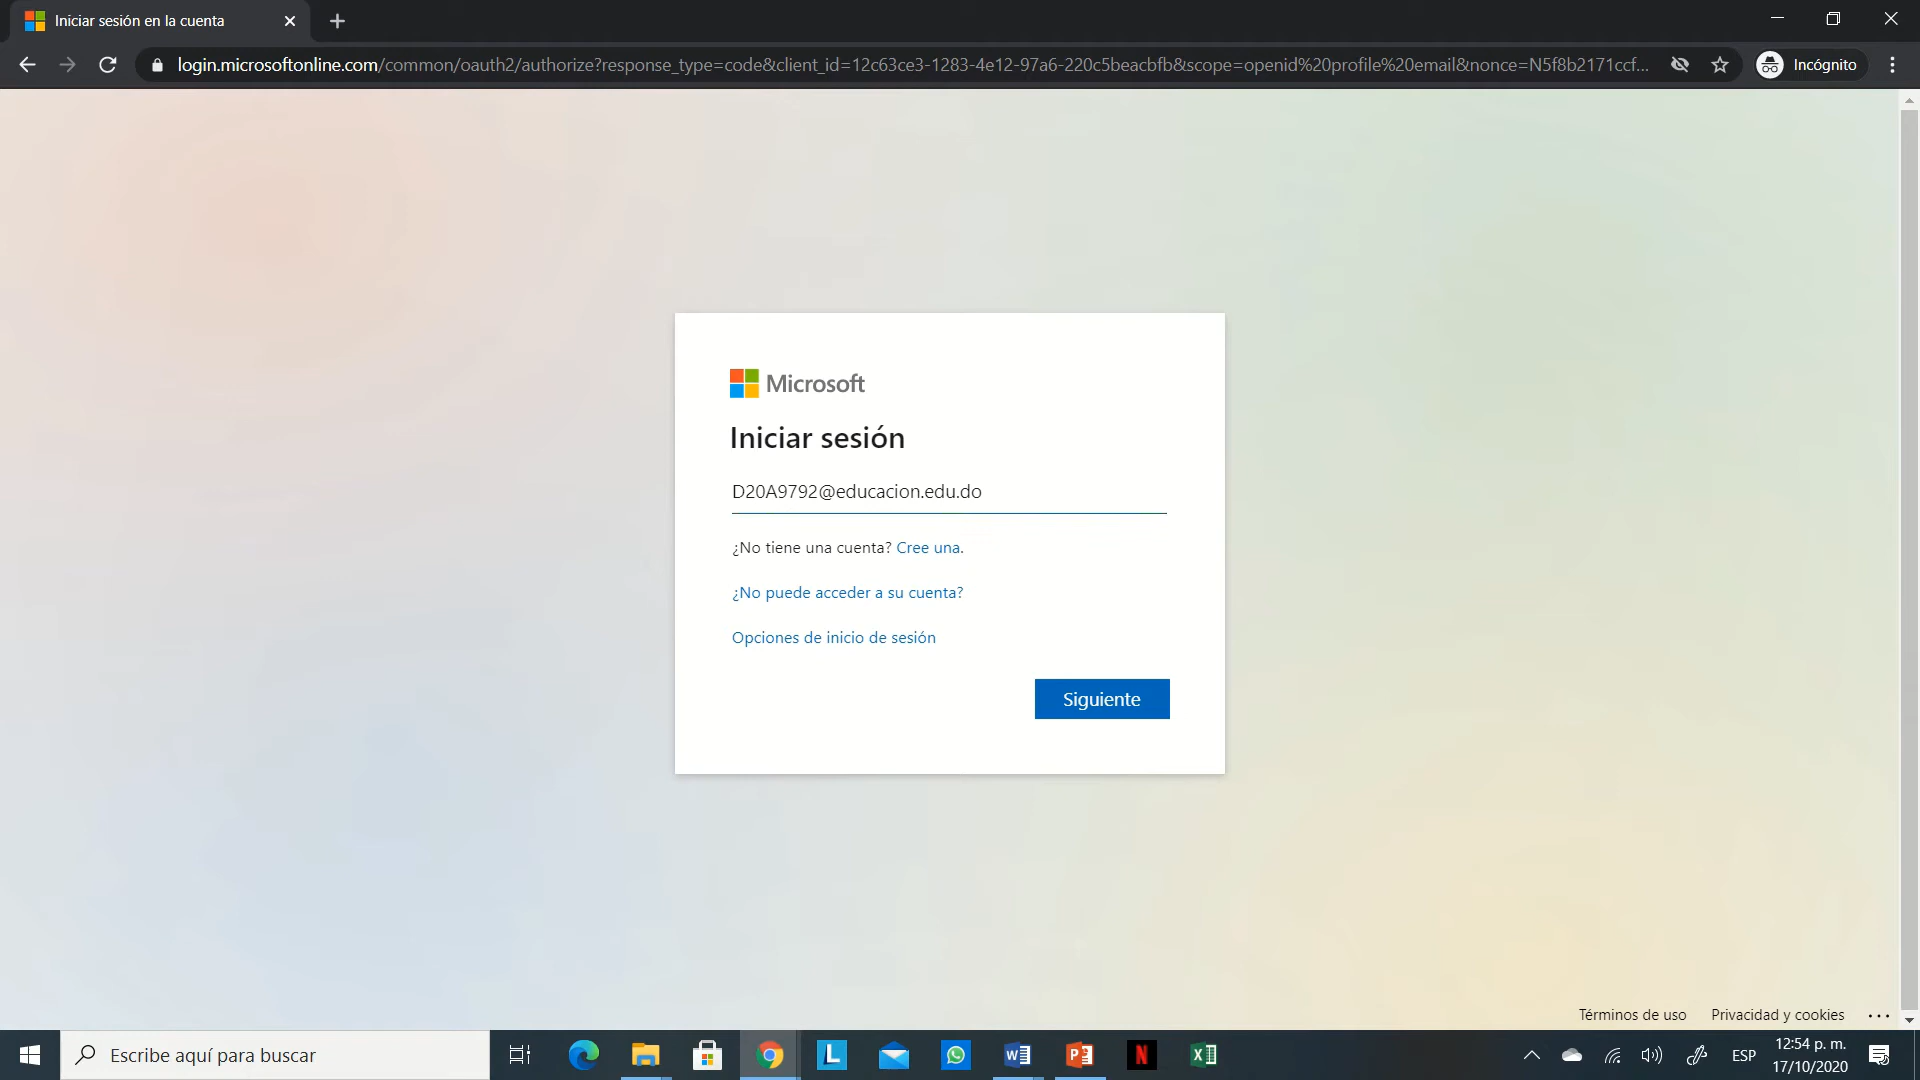 Iniciar sesión en la cuenta
login.microsoftonline.com/common/oauth2/authorize?response_type=code&client_id=12c63ce3-1283-4e12-97a6-220c5beacbfb&scope=openid%20profile%20email&nonce=N5f8b2171ccf...
Incógnito
Microsoft
Iniciar sesión
D20A9792@educacion.edu.do
¿No tiene una cuenta? Cree una.
¿No puede acceder a su cuenta?
Opciones de inicio de sesión
Siguiente
Términos de uso Privacidad y cookies ...
Escribe aquí para buscar
ESP
12:54 p. m.
17/10/2020